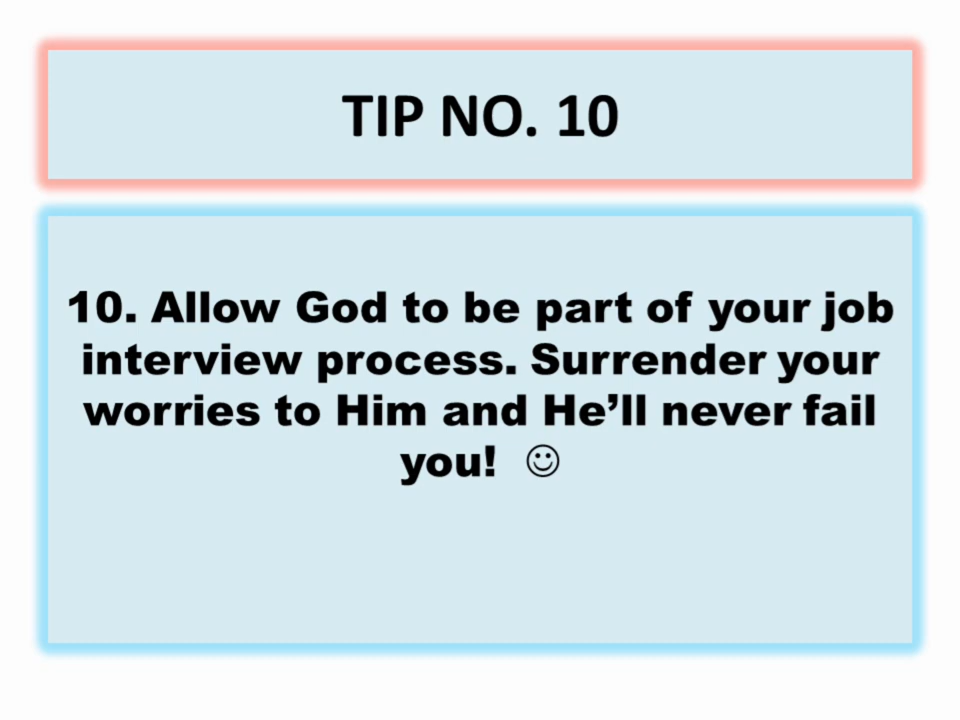 TIP NO. 10
10. Allow God to be part of your job
interview process. Surrender your
worries to Him and He’ll never fail
you! ☺